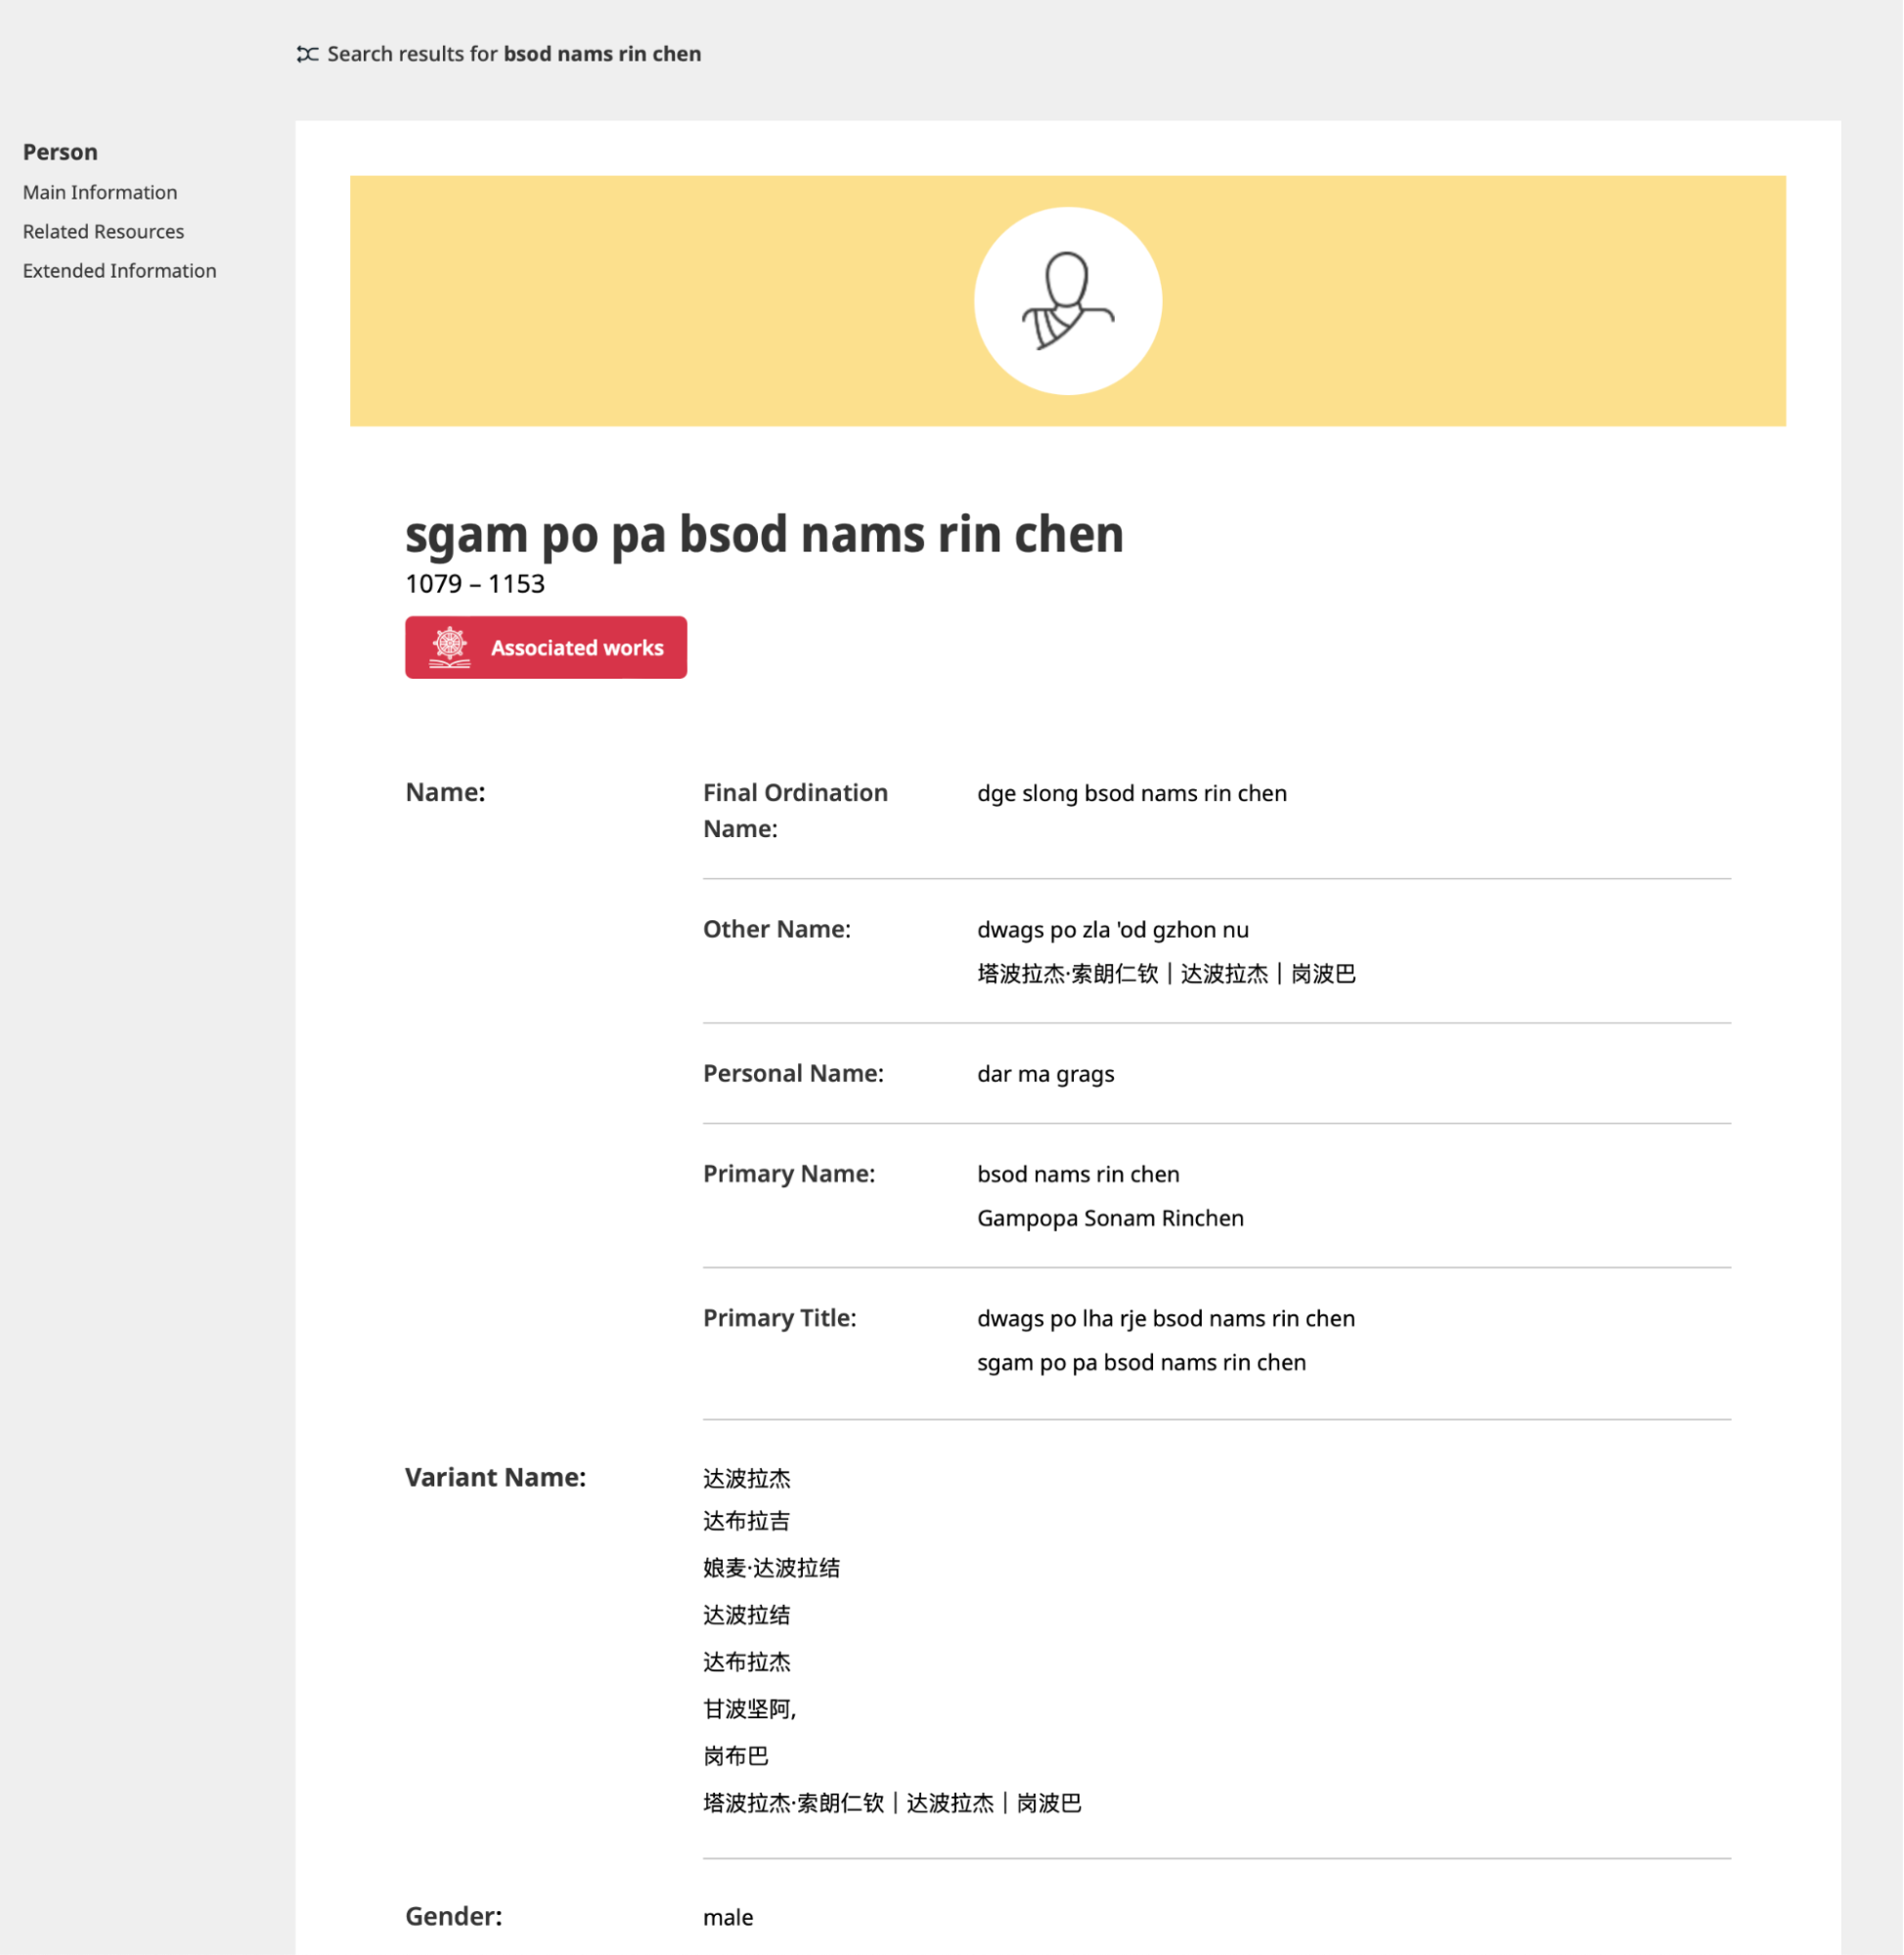 Search results for bsod nams rin chen
Person
Main Information
Related Resources
Extended Information
sgam po pa bsod nams rin chen
1079 – 1153
Associated works
Name:
Final Ordination
Name:
dge slong bsod nams rin chen
Other Name:
dwags po zla 'od gzhon nu
塔波拉杰·索朗仁钦｜达波拉杰｜岗波巴
Personal Name:
dar ma grags
Primary Name:
bsod nams rin chen
Gampopa Sonam Rinchen
Primary Title:
dwags po lha rje bsod nams rin chen
sgam po pa bsod nams rin chen
Variant Name:
达波拉杰
达布拉吉
娘麦·达波拉结
达波拉结
达布拉杰
甘波坚阿,
岗布巴
塔波拉杰·索朗仁钦｜达波拉杰｜岗波巴
Gender:
male